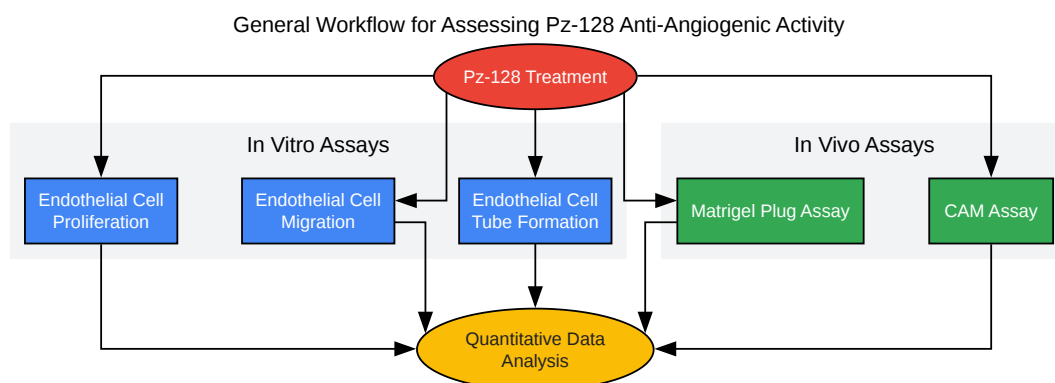 General Workflow for Assessing Pz-128 Anti-Angiogenic Activity
Pz-128 Treatment
In Vitro Assays
In Vivo Assays
Endothelial Cell
Proliferation
Endothelial Cell
Migration
Endothelial Cell
Tube Formation
Matrigel Plug Assay
CAM Assay
Quantitative Data
Analysis